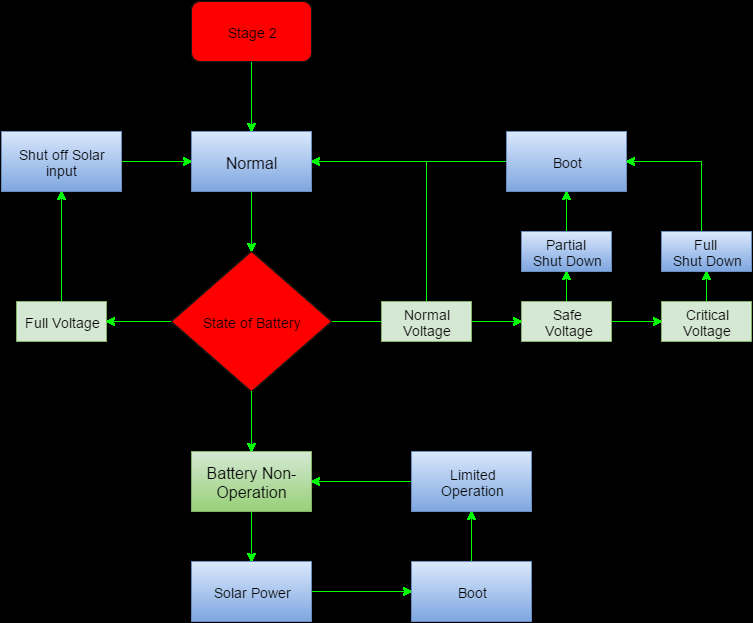 Stage 2
Shut off Solar
input
Normal
Boot
Partial
Shut Down
Full
Shut Down
Full Voltage
State of Battery
Normal
Voltage
Safe
Voltage
Critical
Voltage
Battery Non-
Operation
Limited
Operation
Solar Power
Boot